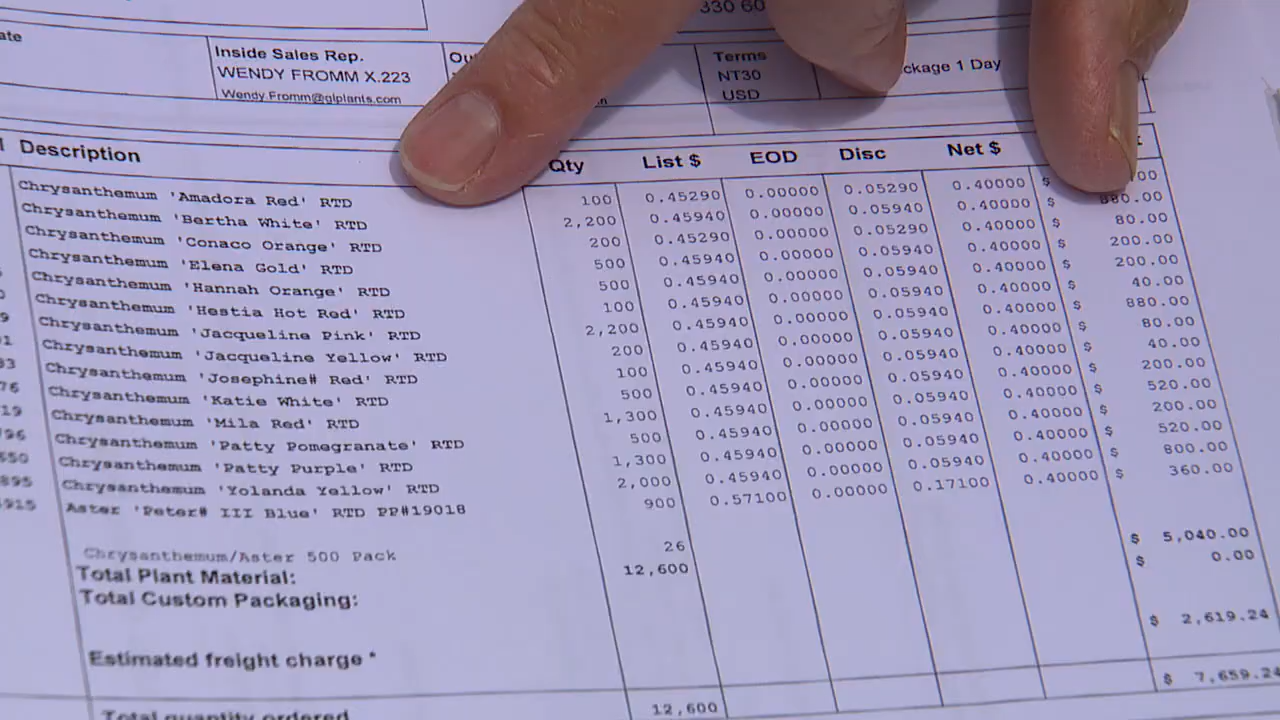 330 60
ate Inside Sales Rep. Ou Terms
WENDY FROMM X.223 NT30 ckage 1 Day
Wendy.Fromm@glplants.com USD
Description Qty List $ EOD Disc Net $
Chrysanthemum 'Amadora Red' RTD 100 0.45290 0.00000 0.05290 0.40000 $ 00
Chrysanthemum 'Bertha White' RTD 2,200 0.45940 0.00000 0.05940 0.40000 $ 880.00
Chrysanthemum 'Conaco Orange' RTD 200 0.45290 0.00000 0.05290 0.40000 $ 80.00
Chrysanthemum 'Elena Gold' RTD 500 0.45940 0.00000 0.05940 0.40000 $ 200.00
Chrysanthemum 'Hannah Orange' RTD 500 0.45940 0.00000 0.05940 0.40000 $ 200.00
Chrysanthemum 'Hestia Hot Red' RTD 100 0.45940 0.00000 0.05940 0.40000 $ 40.00
Chrysanthemum 'Jacqueline Pink' RTD 2,200 0.45940 0.00000 0.05940 0.40000 $ 880.00
Chrysanthemum 'Jacqueline Yellow' RTD 200 0.45940 0.00000 0.05940 0.40000 $ 80.00
Chrysanthemum 'Josephine# Red' RTD 100 0.45940 0.00000 0.05940 0.40000 $ 40.00
Chrysanthemum 'Katie White' RTD 500 0.45940 0.00000 0.05940 0.40000 $ 200.00
Chrysanthemum 'Mila Red' RTD 1,300 0.45940 0.00000 0.05940 0.40000 $ 520.00
Chrysanthemum 'Patty Pomegranate' RTD 500 0.45940 0.00000 0.05940 0.40000 $ 200.00
Chrysanthemum 'Patty Purple' RTD 1,300 0.45940 0.00000 0.05940 0.40000 $ 520.00
Chrysanthemum 'Yolanda Yellow' RTD 2,000 0.45940 0.00000 0.05940 0.40000 $ 800.00
Aster 'Peter# III Blue' RTD PP#19018 900 0.57100 0.00000 0.17100 0.40000 $ 360.00
Chrysanthemum/Aster 500 Pack 26
Total Plant Material: 12,600 $ 5,040.00
Total Custom Packaging: $ 0.00
Estimated freight charge * $ 2,619.24
Total quantity ordered 12,600 $ 7,659.24